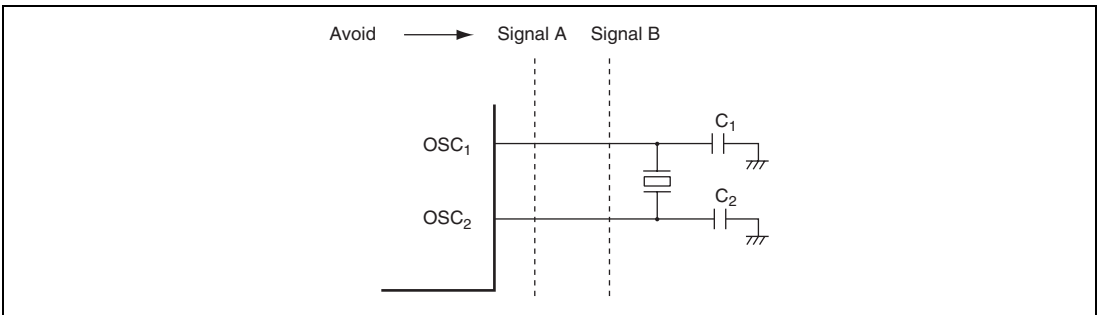 Avoid Signal A Signal B
C₁
OSC₁
C₂
OSC₂